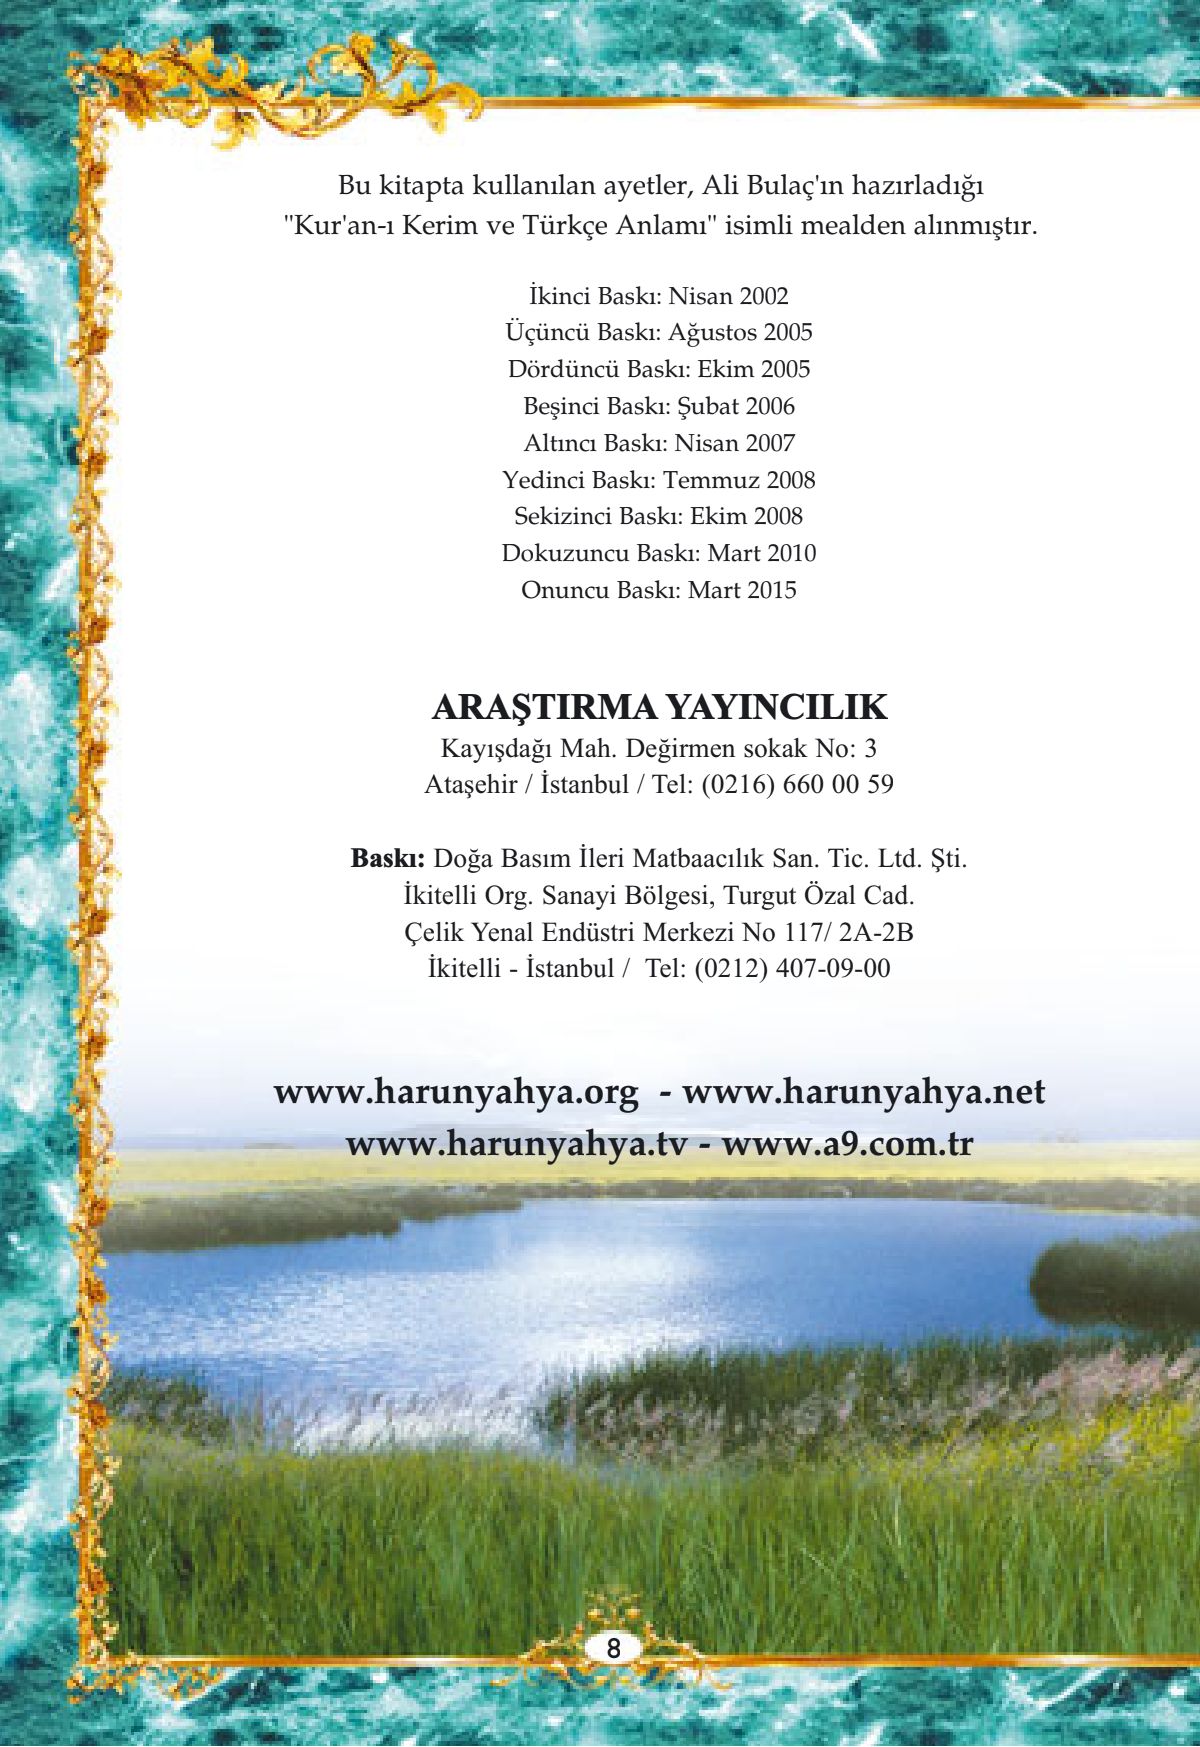 Bu kitapta kullanılan ayetler, Ali Bulaç'ın hazırladığı
"Kur'an-ı Kerim ve Türkçe Anlamı" isimli mealden alınmıştır.
İkinci Baskı: Nisan 2002
Üçüncü Baskı: Ağustos 2005
Dördüncü Baskı: Ekim 2005
Beşinci Baskı: Şubat 2006
Altıncı Baskı: Nisan 2007
Yedinci Baskı: Temmuz 2008
Sekizinci Baskı: Ekim 2008
Dokuzuncu Baskı: Mart 2010
Onuncu Baskı: Mart 2015
ARAŞTIRMA YAYINCILIK
Kayışdağı Mah. Değirmen sokak No: 3
Ataşehir / İstanbul / Tel: (0216) 660 00 59
Baskı: Doğa Basım İleri Matbaacılık San. Tic. Ltd. Şti.
İkitelli Org. Sanayi Bölgesi, Turgut Özal Cad.
Çelik Yenal Endüstri Merkezi No 117/ 2A-2B
İkitelli - İstanbul / Tel: (0212) 407-09-00
www.harunyahya.org - www.harunyahya.net
www.harunyahya.tv - www.a9.com.tr
8